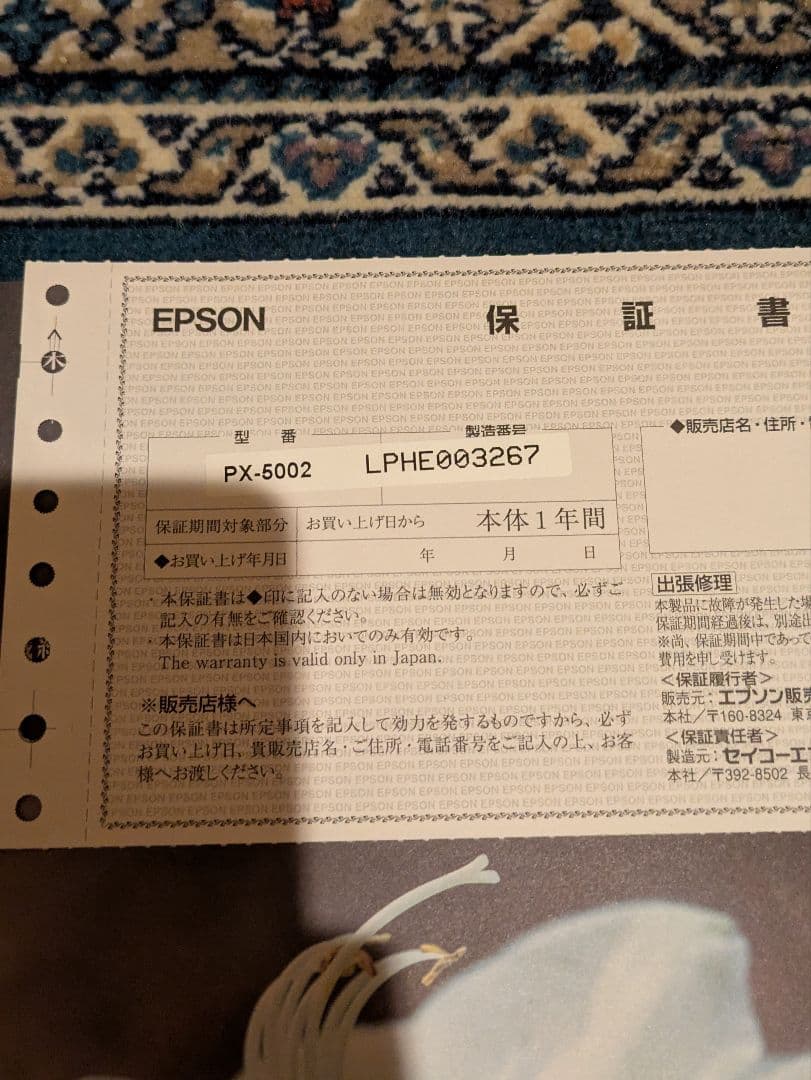 EPSON 保証書
型番 製造番号
PX-5002 LPHE003267
保証期間対象部分 お買い上げ日から 本体1年間
◆お買い上げ年月日 年 月 日
・本保証書は◆印に記入のない場合は無効となりますので、必ずご
記入の有無をご確認ください。
・本保証書は日本国内においてのみ有効です。
The warranty is valid only in Japan.
※販売店様へ
この保証書は所定事項を記入して効力を発するものですから、必ず
お買い上げ日、貴販売店名・ご住所・電話番号をご記入の上、お客
様へお渡しください。
◆販売店名・住所・
出張修理
本製品に故障が発生した場
保証期間経過後は、別途出
※尚、保証期間中であって
費用を申し受けます。
<保証履行者>
販売元：エプソン販売
本社／〒160-8324 東京
<保証責任者>
製造元：セイコーエ
本社／〒392-8502 長